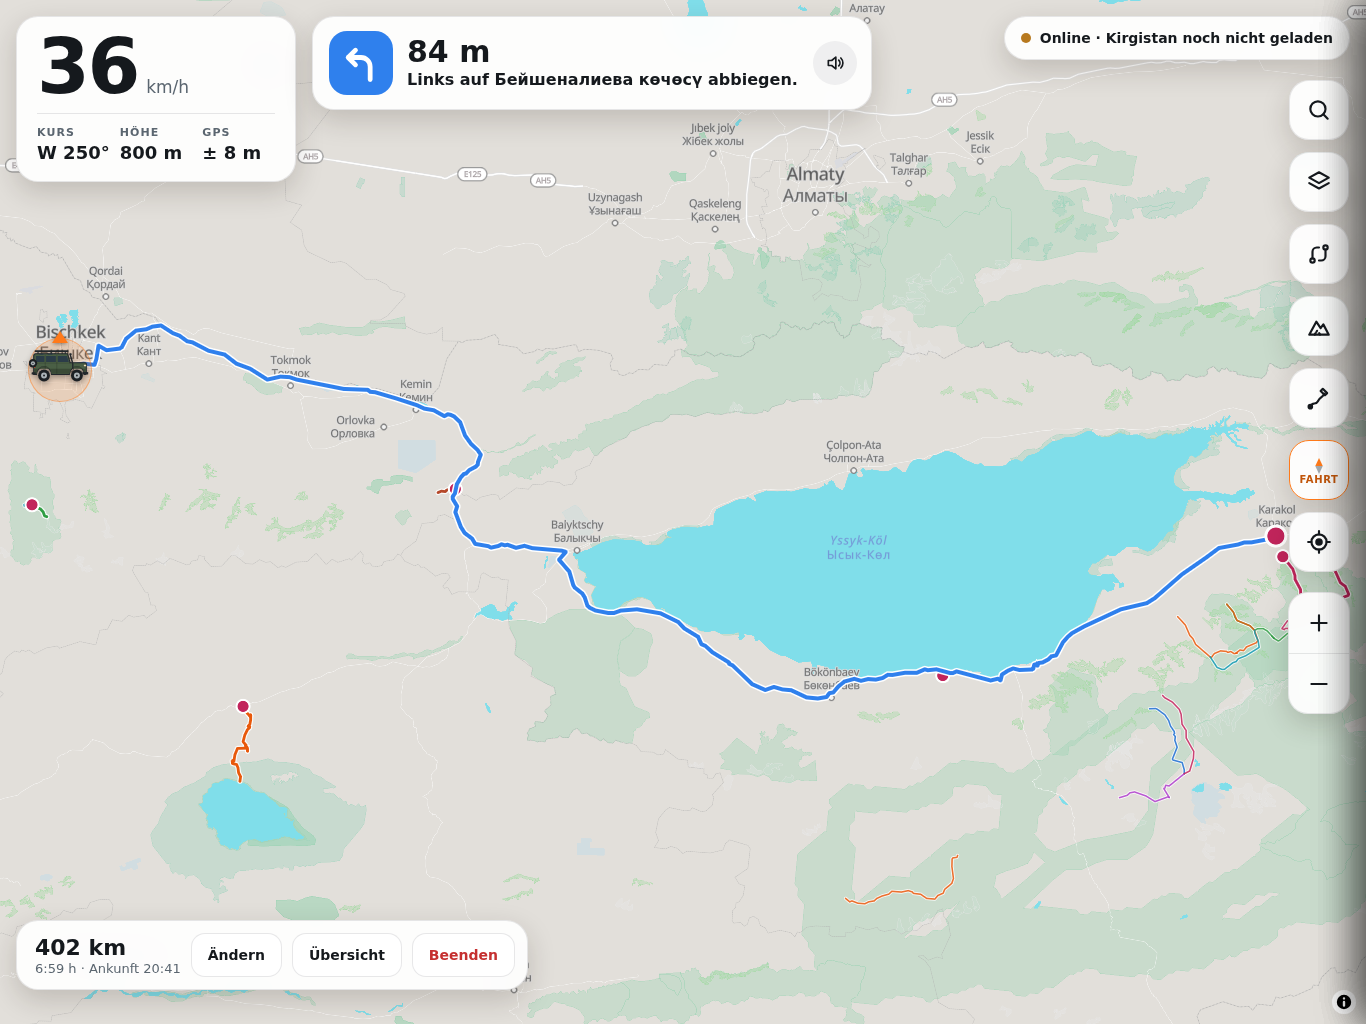 36 km/h
KURS HÖHE GPS
W 250° 800 m ± 8 m
84 m
Links auf Бейшеналиева көчөсү abbiegen.
Online · Kirgistan noch nicht geladen
Алатау
AH5
AH5
E125
AH5
Jıbek joly
Жібек жолы
Jessik
Есік
Talghar
Талғар
Almaty
Алматы
Uzynagash
Ұзынағаш
Qaskeleng
Қаскелең
Qordai
Қордай
Bischkek
Kant
Кант
Tokmok
Токмок
Kemin
Кемин
Orlovka
Орловка
Çolpon-Ata
Чолпон-Ата
Balyktschy
Балыкчы
Yssyk-Köl
Ысык-Көл
Karakol
Bökönbaev
FAHRT
402 km
6:59 h · Ankunft 20:41
Ändern
Übersicht
Beenden